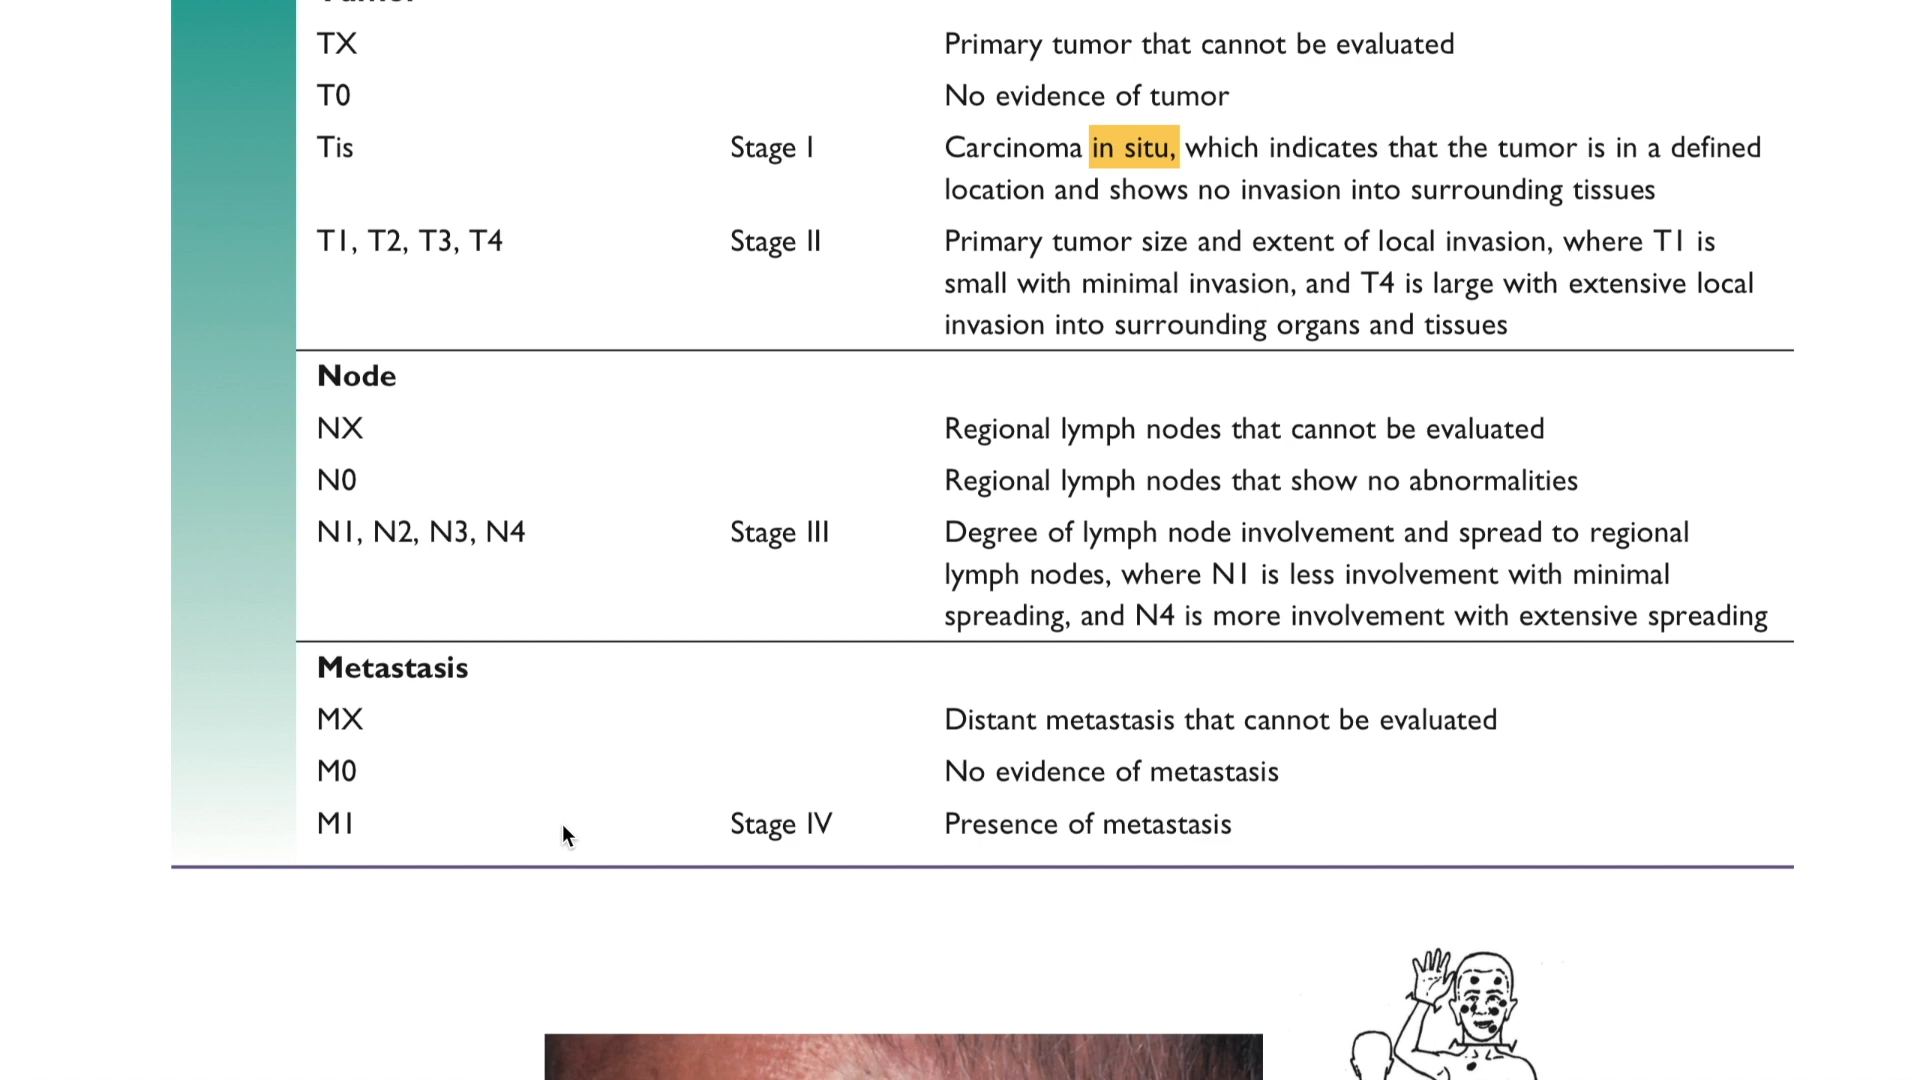 TX Primary tumor that cannot be evaluated
T0 No evidence of tumor
Tis Stage I Carcinoma in situ, which indicates that the tumor is in a defined
location and shows no invasion into surrounding tissues
T1, T2, T3, T4 Stage II Primary tumor size and extent of local invasion, where T1 is
small with minimal invasion, and T4 is large with extensive local
invasion into surrounding organs and tissues
Node
NX Regional lymph nodes that cannot be evaluated
N0 Regional lymph nodes that show no abnormalities
N1, N2, N3, N4 Stage III Degree of lymph node involvement and spread to regional
lymph nodes, where N1 is less involvement with minimal
spreading, and N4 is more involvement with extensive spreading
Metastasis
MX Distant metastasis that cannot be evaluated
M0 No evidence of metastasis
M1 Stage IV Presence of metastasis